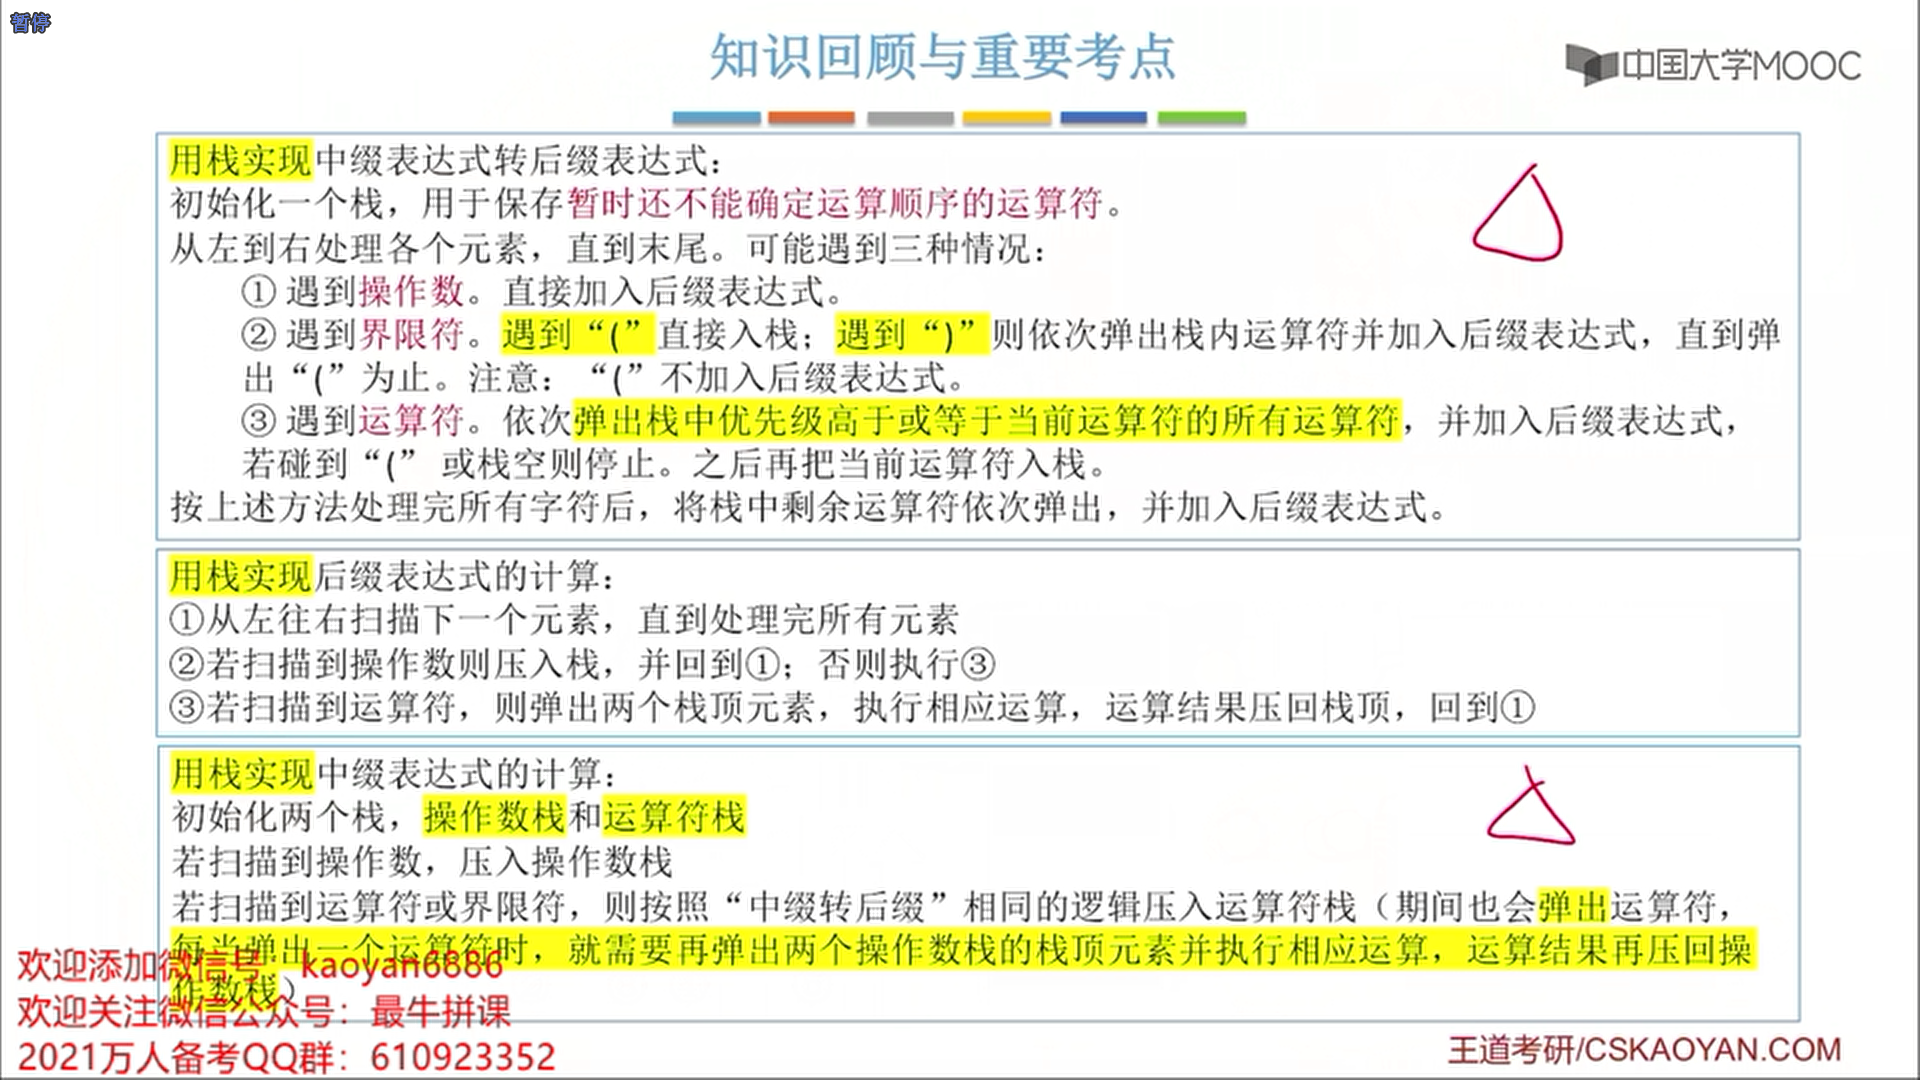 暂停
知识回顾与重要考点
中国大学MOOC
用栈实现中缀表达式转后缀表达式：
初始化一个栈，用于保存暂时还不能确定运算顺序的运算符。
从左到右处理各个元素，直到末尾。可能遇到三种情况：
① 遇到操作数。直接加入后缀表达式。
② 遇到界限符。遇到“(”直接入栈；遇到“)”则依次弹出栈内运算符并加入后缀表达式，直到弹
出“(”为止。注意：“(”不加入后缀表达式。
③ 遇到运算符。依次弹出栈中优先级高于或等于当前运算符的所有运算符，并加入后缀表达式，
若碰到“(” 或栈空则停止。之后再把当前运算符入栈。
按上述方法处理完所有字符后，将栈中剩余运算符依次弹出，并加入后缀表达式。
用栈实现后缀表达式的计算：
①从左往右扫描下一个元素，直到处理完所有元素
②若扫描到操作数则压入栈，并回到①；否则执行③
③若扫描到运算符，则弹出两个栈顶元素，执行相应运算，运算结果压回栈顶，回到①
用栈实现中缀表达式的计算：
初始化两个栈，操作数栈和运算符栈
若扫描到操作数，压入操作数栈
若扫描到运算符或界限符，则按照“中缀转后缀”相同的逻辑压入运算符栈（期间也会弹出运算符，
每当弹出一个运算符时，就需要再弹出两个操作数栈的栈顶元素并执行相应运算，运算结果再压回操
作数栈）
欢迎添加微信号：kaoyan6886
欢迎关注微信公众号：最牛拼课
2021万人备考QQ群：610923352
王道考研/CSKAOYAN.COM